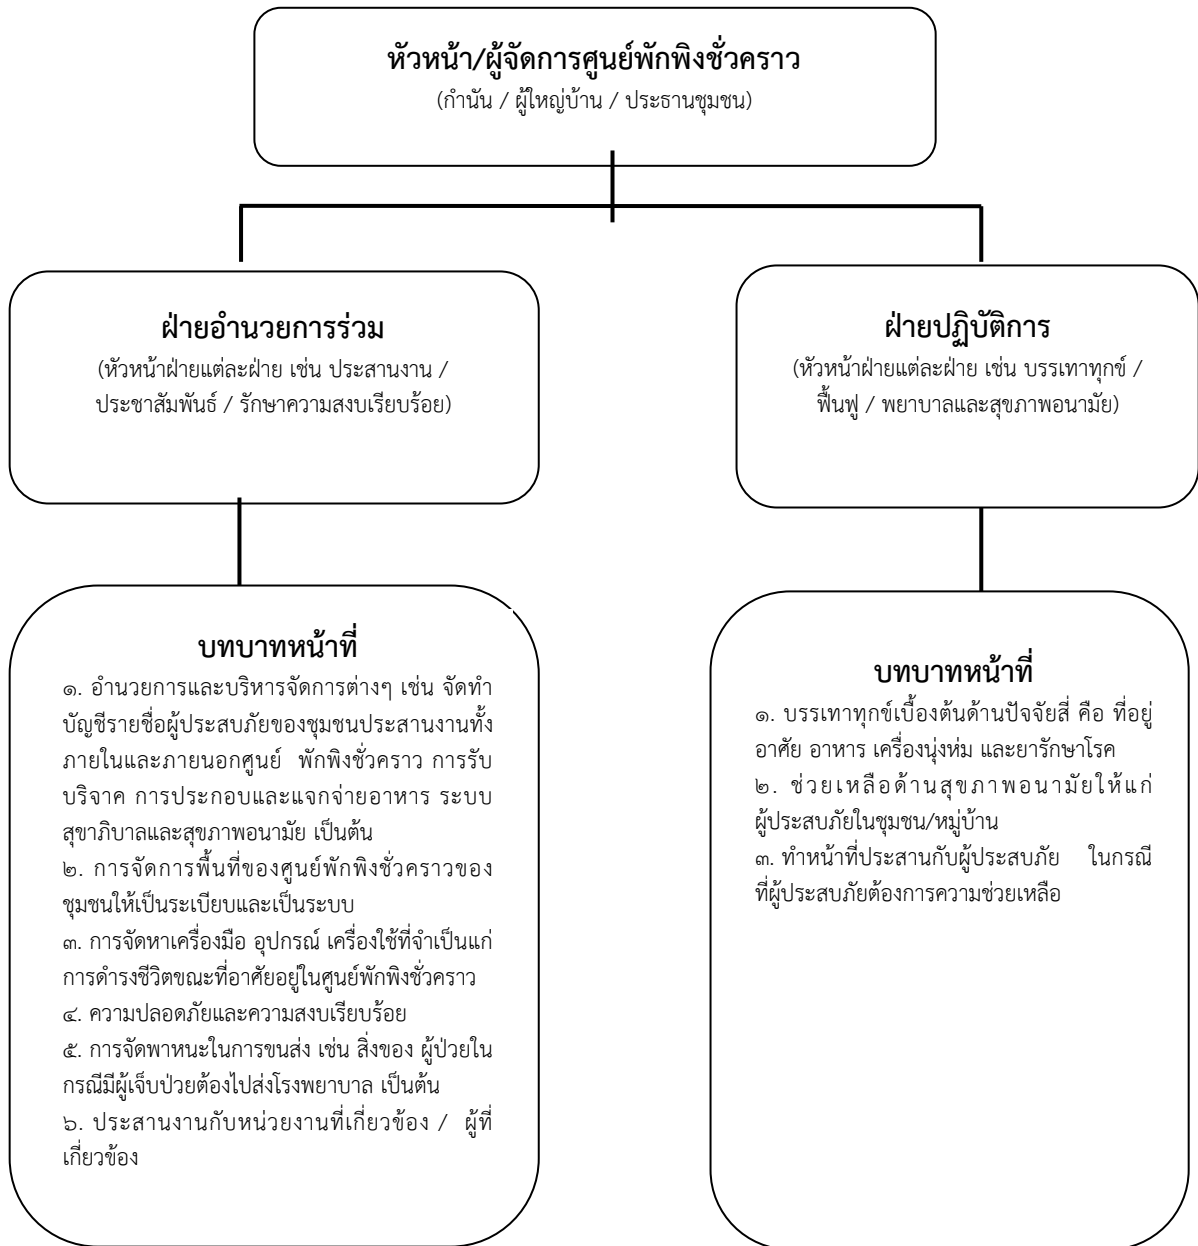 หัวหน้า/ผู้จัดการศูนย์พักพิงชั่วคราว
(กำนัน / ผู้ใหญ่บ้าน / ประธานชุมชน)
ฝ่ายอำนวยการร่วม
(หัวหน้าฝ่ายแต่ละฝ่าย เช่น ประสานงาน /
ประชาสัมพันธ์ / รักษาความสงบเรียบร้อย)
ฝ่ายปฏิบัติการ
(หัวหน้าฝ่ายแต่ละฝ่าย เช่น บรรเทาทุกข์ /
ฟื้นฟู / พยาบาลและสุขภาพอนามัย)
บทบาทหน้าที่
๑. อำนวยการและบริหารจัดการต่างๆ เช่น จัดทำ
บัญชีรายชื่อผู้ประสบภัยของชุมชนประสานงานทั้ง
ภายในและภายนอกศูนย์ พักพิงชั่วคราว การรับ
บริจาค การประกอบและแจกจ่ายอาหาร ระบบ
สุขาภิบาลและสุขภาพอนามัย เป็นต้น
๒. การจัดการพื้นที่ของศูนย์พักพิงชั่วคราวของ
ชุมชนให้เป็นระเบียบและเป็นระบบ
๓. การจัดหาเครื่องมือ อุปกรณ์ เครื่องใช้ที่จำเป็นแก่
การดำรงชีวิตขณะที่อาศัยอยู่ในศูนย์พักพิงชั่วคราว
๔. ความปลอดภัยและความสงบเรียบร้อย
๕. การจัดพาหนะในการขนส่ง เช่น สิ่งของ ผู้ป่วยใน
กรณีมีผู้เจ็บป่วยต้องไปส่งโรงพยาบาล เป็นต้น
๖. ประสานงานกับหน่วยงานที่เกี่ยวข้อง / ผู้ที่
เกี่ยวข้อง
บทบาทหน้าที่
๑. บรรเทาทุกข์เบื้องต้นด้านปัจจัยสี่ คือ ที่อยู่
อาศัย อาหาร เครื่องนุ่งห่ม และยารักษาโรค
๒. ช่วยเหลือด้านสุขภาพอนามัยให้แก่
ผู้ประสบภัยในชุมชน/หมู่บ้าน
๓. ทำหน้าที่ประสานกับผู้ประสบภัย ในกรณี
ที่ผู้ประสบภัยต้องการความช่วยเหลือ